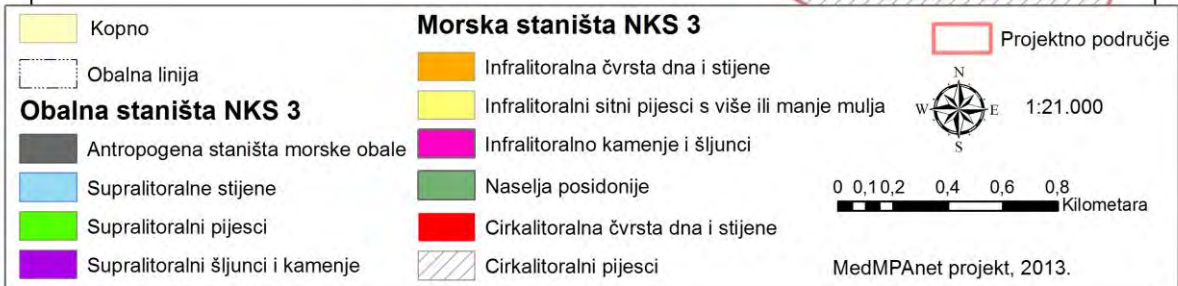 Kopno
Obalna linija
Obalna staništa NKS 3
Antropogena staništa morske obale
Supralitoralne stijene
Supralitoralni pijesci
Supralitoralni šljunci i kamenje
Morska staništa NKS 3
Infralitoralna čvrsta dna i stijene
Infralitoralni sitni pijesci s više ili manje mulja
Infralitoralno kamenje i šljunci
Naselja posidonije
Cirkalitoralna čvrsta dna i stijene
Cirkalitoralni pijesci
Projektno područje
N
W E
S
1:21.000
0 0,1 0,2 0,4 0,6 0,8
Kilometara
MedMPAnet projekt, 2013.